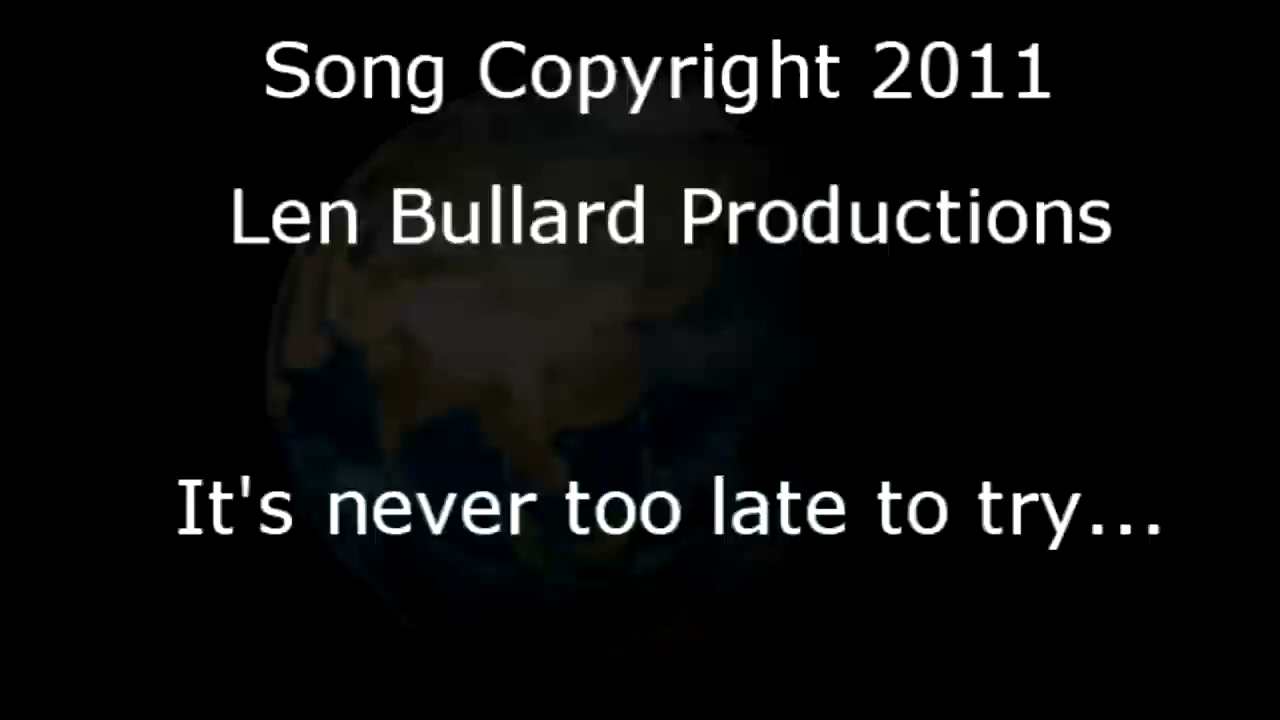 Song Copyright 2011
Len Bullard Productions
It's never too late to try...